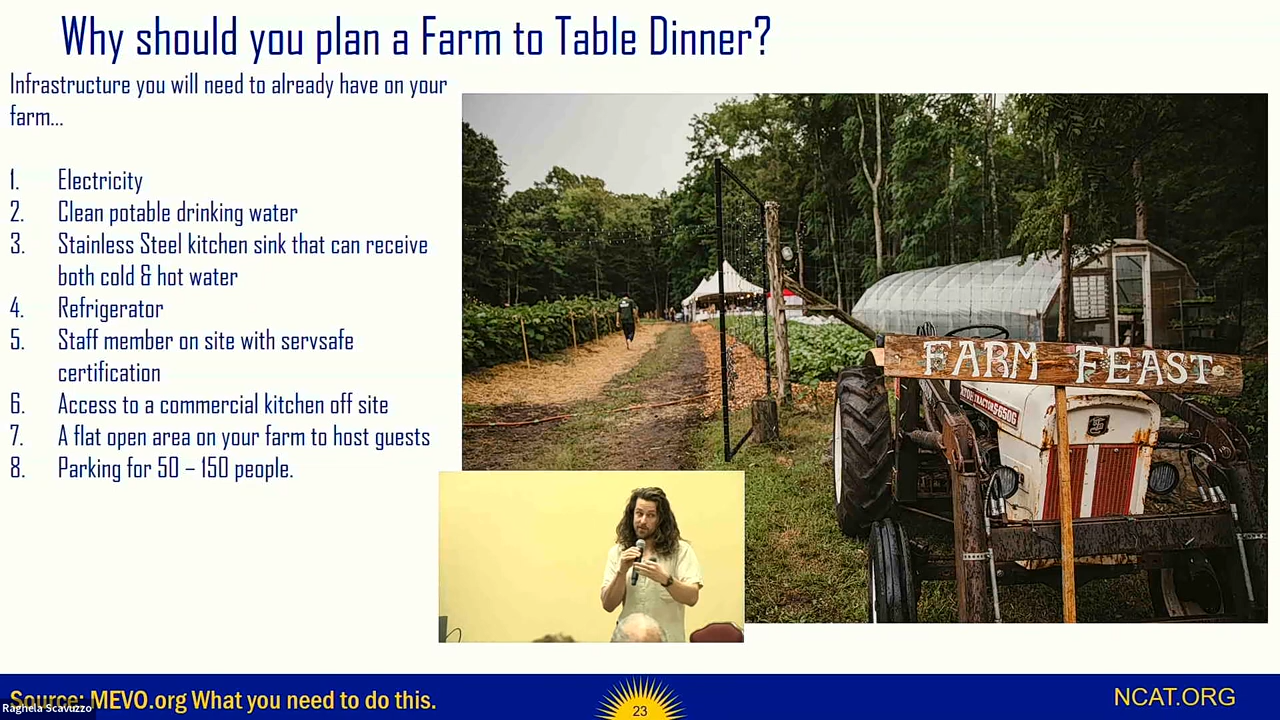 Why should you plan a Farm to Table Dinner?
Infrastructure you will need to already have on your
farm...
1. Electricity
2. Clean potable drinking water
3. Stainless Steel kitchen sink that can receive
both cold & hot water
4. Refrigerator
5. Staff member on site with servsafe
certification
6. Access to a commercial kitchen off site
7. A flat open area on your farm to host guests
8. Parking for 50 – 150 people.
FARM FEAST
Source: MEVO.org What you need to do this.
Raghela Scavuzzo
23
NCAT.ORG